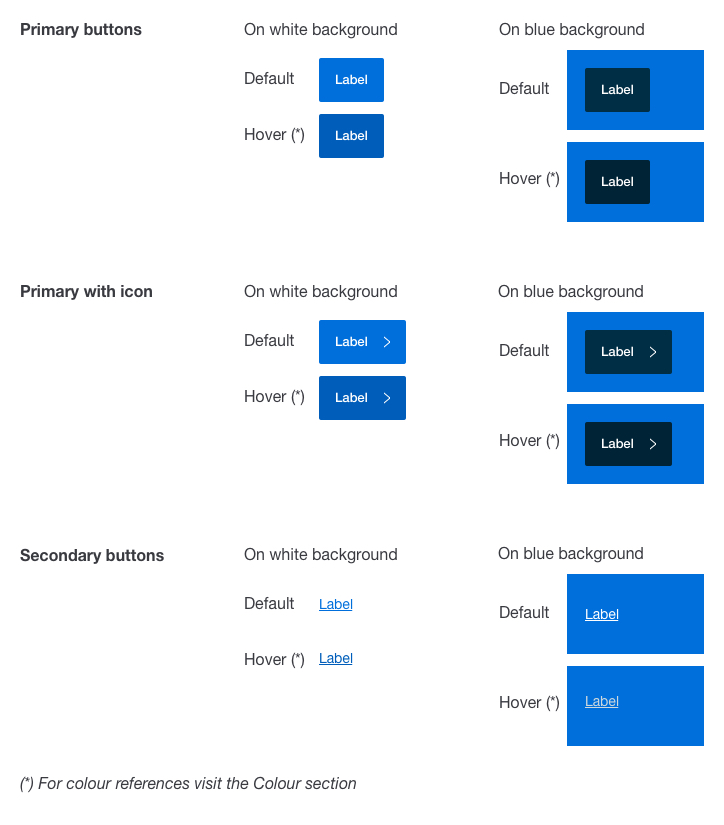 Primary buttons
On white background
On blue background
Default
Label
Default
Label
Hover (*)
Label
Hover (*)
Label
Primary with icon
On white background
On blue background
Default
Label
Default
Label
Hover (*)
Label
Hover (*)
Label
Secondary buttons
On white background
On blue background
Default
Label
Default
Label
Hover (*)
Label
Hover (*)
Label
(*) For colour references visit the Colour section